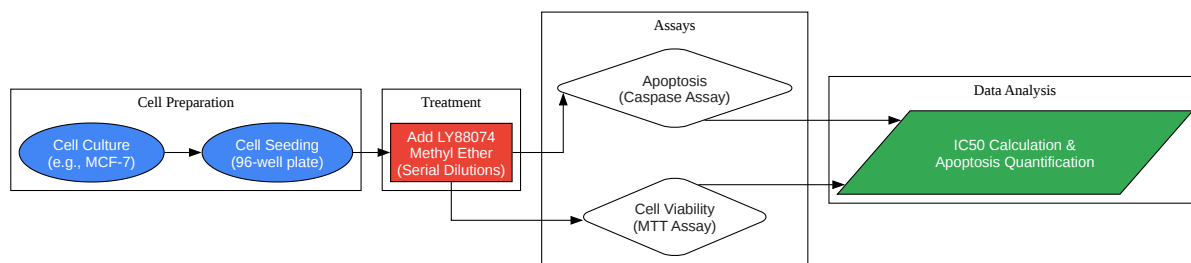 Cell Preparation
Cell Culture
(e.g., MCF-7)
Cell Seeding
(96-well plate)
Treatment
Add LY88074
Methyl Ether
(Serial Dilutions)
Assays
Apoptosis
(Caspase Assay)
Cell Viability
(MTT Assay)
Data Analysis
IC50 Calculation &
Apoptosis Quantification